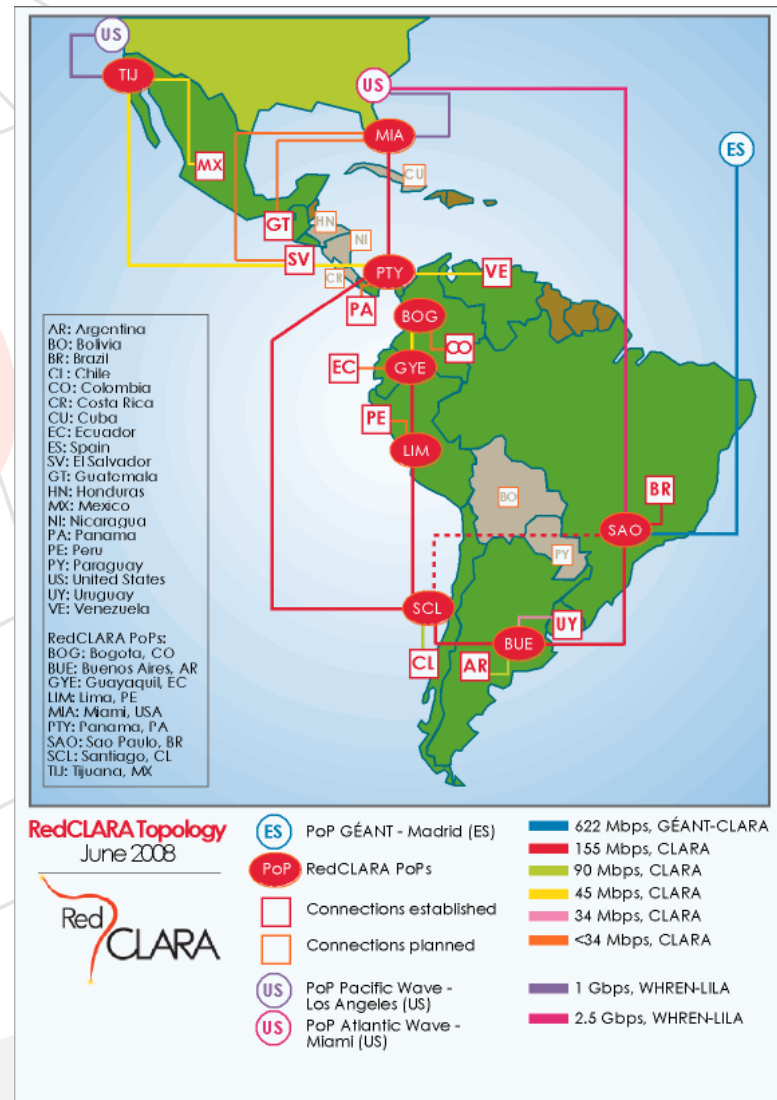 US
TIJ
US
MIA
ES
MX
CU
GT
HN
NI
SV
CR
PTY
VE
PA
BOG
CO
EC
GYE
PE
LIM
BO
BR
SAO
PY
SCL
UY
BUE
CL
AR
AR: Argentina
BO: Bolivia
BR: Brazil
CL: Chile
CO: Colombia
CR: Costa Rica
CU: Cuba
EC: Ecuador
ES: Spain
SV: El Salvador
GT: Guatemala
HN: Honduras
MX: Mexico
NI: Nicaragua
PA: Panama
PE: Peru
PY: Paraguay
US: United States
UY: Uruguay
VE: Venezuela
RedCLARA PoPs:
BOG: Bogota, CO
BUE: Buenos Aires, AR
GYE: Guayaquil, EC
LIM: Lima, PE
MIA: Miami, USA
PTY: Panama, PA
SAO: Sao Paulo, BR
SCL: Santiago, CL
TIJ: Tijuana, MX
RedCLARA Topology
June 2008
Red
CLARA
ES PoP GÉANT - Madrid (ES)
PoP RedCLARA PoPs
Connections established
Connections planned
US PoP Pacific Wave -
Los Angeles (US)
US PoP Atlantic Wave -
Miami (US)
622 Mbps, GÉANT-CLARA
155 Mbps, CLARA
90 Mbps, CLARA
45 Mbps, CLARA
34 Mbps, CLARA
<34 Mbps, CLARA
1 Gbps, WHREN-LILA
2.5 Gbps, WHREN-LILA